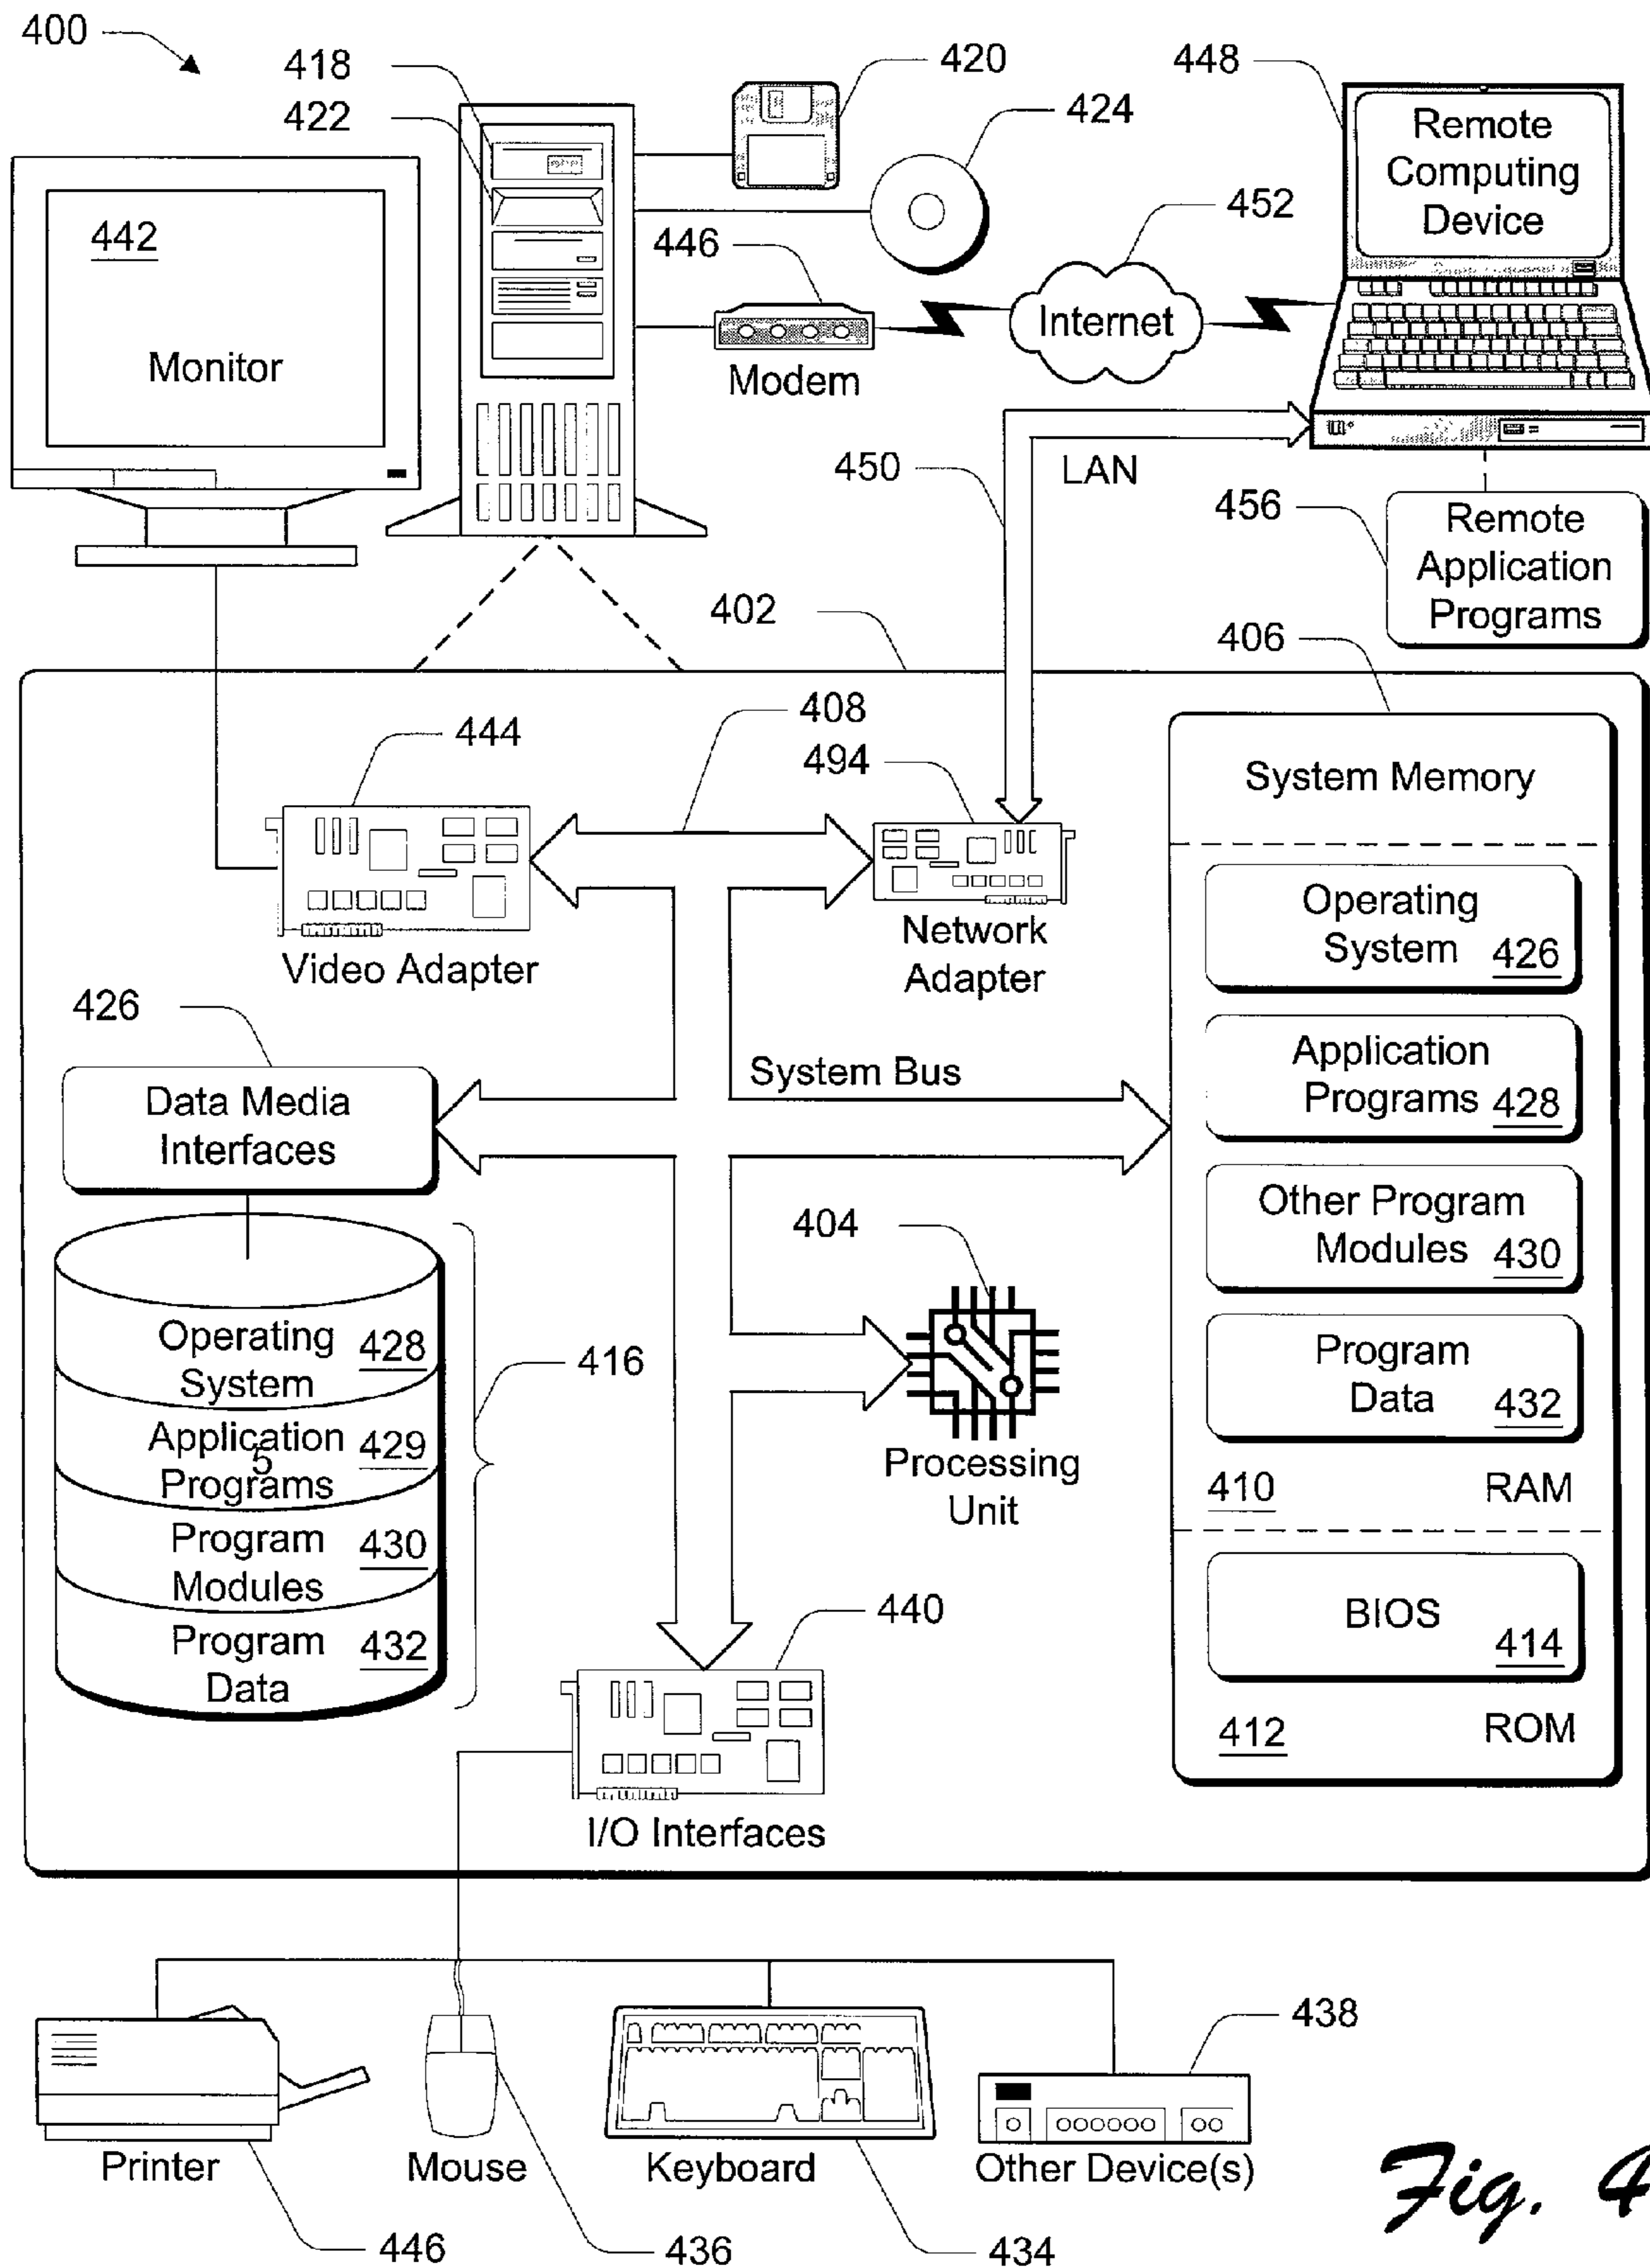 400
418
422
420
424
448
Remote
Computing
Device
442
Monitor
446
Modem
452
Internet
450
LAN
456
Remote
Application
Programs
402
406
444
408
494
Video Adapter
Network
Adapter
System Memory
Operating
System 426
Application
Programs 428
Other Program
Modules 430
Program
Data 432
410 RAM
BIOS
414
412 ROM
426
Data Media
Interfaces
System Bus
Operating
System 428
Application 429
5
Programs
Program
Modules 430
Program
Data 432
416
404
Processing
Unit
440
I/O Interfaces
Printer
446
Mouse
436
Keyboard
434
438
Other Device(s)
Fig. 4